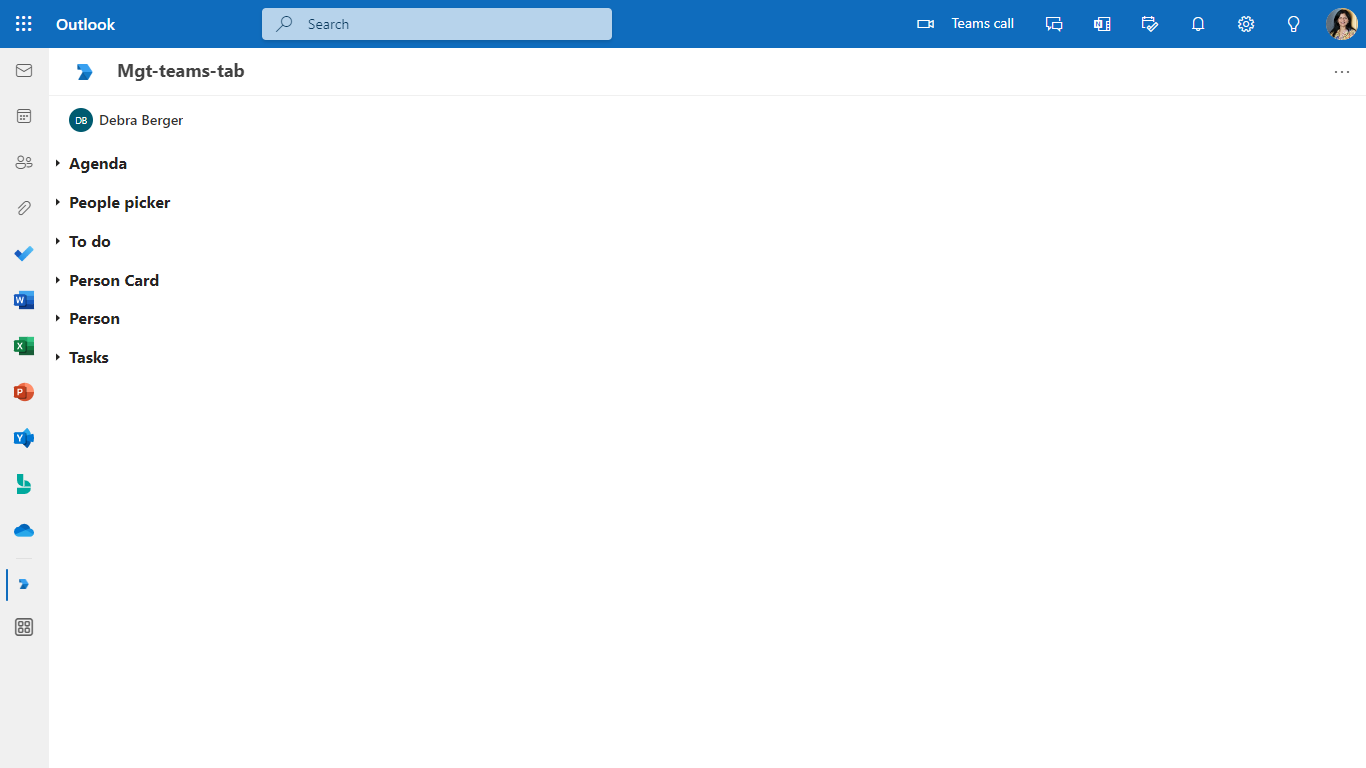 Outlook
Search
Teams call
Mgt-teams-tab
DB Debra Berger
Agenda
People picker
To do
Person Card
Person
Tasks